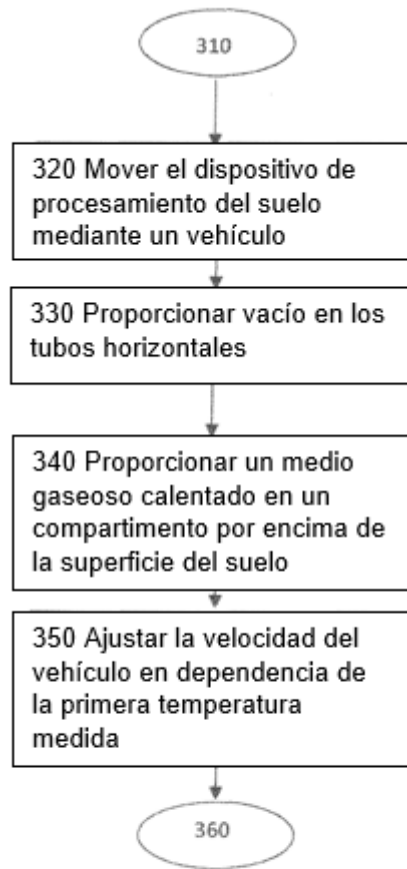 310
320 Mover el dispositivo de
procesamiento del suelo
mediante un vehículo
330 Proporcionar vacío en los
tubos horizontales
340 Proporcionar un medio
gaseoso calentado en un
compartimento por encima de
la superficie del suelo
350 Ajustar la velocidad del
vehículo en dependencia de
la primera temperatura
medida
360